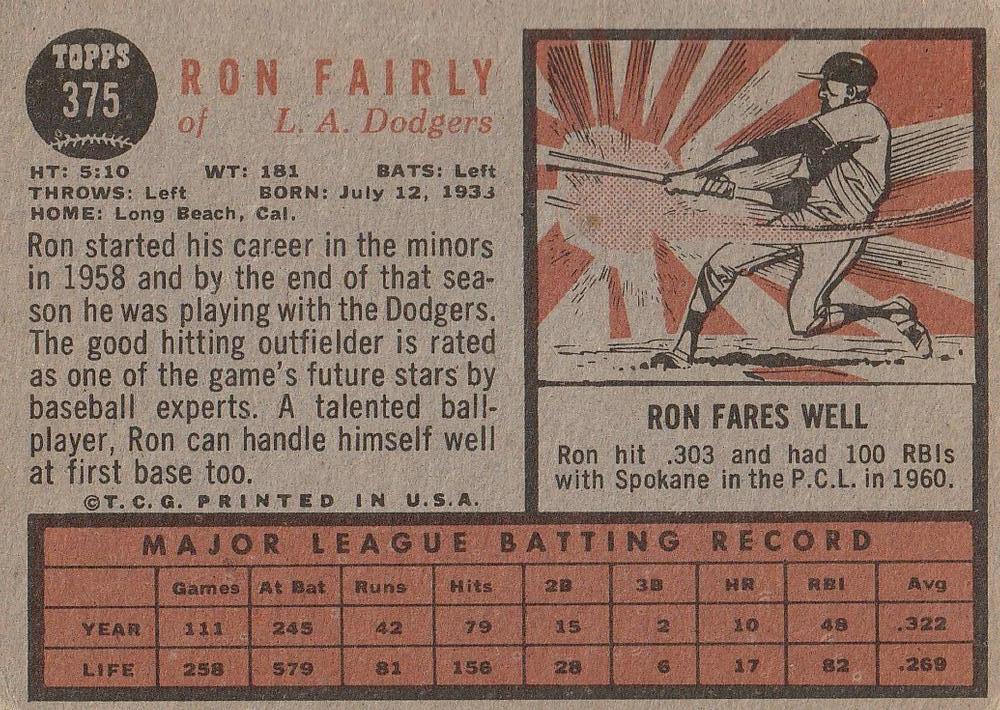 TOPPS
375
RON FAIRLY
of L. A. Dodgers
HT: 5:10 WT: 181 BATS: Left
THROWS: Left BORN: July 12, 1933
HOME: Long Beach, Cal.
Ron started his career in the minors
in 1958 and by the end of that sea-
son he was playing with the Dodgers.
The good hitting outfielder is rated
as one of the game's future stars by
baseball experts. A talented ball-
player, Ron can handle himself well
at first base too.
©T.C.G. PRINTED IN U.S.A.
RON FARES WELL
Ron hit .303 and had 100 RBIs
with Spokane in the P.C.L. in 1960.
MAJOR LEAGUE BATTING RECORD
Games At Bat Runs Hits 2B 3B HR RBI Avg
YEAR 111 245 42 79 15 2 10 48 .322
LIFE 258 579 81 156 28 6 17 82 .269